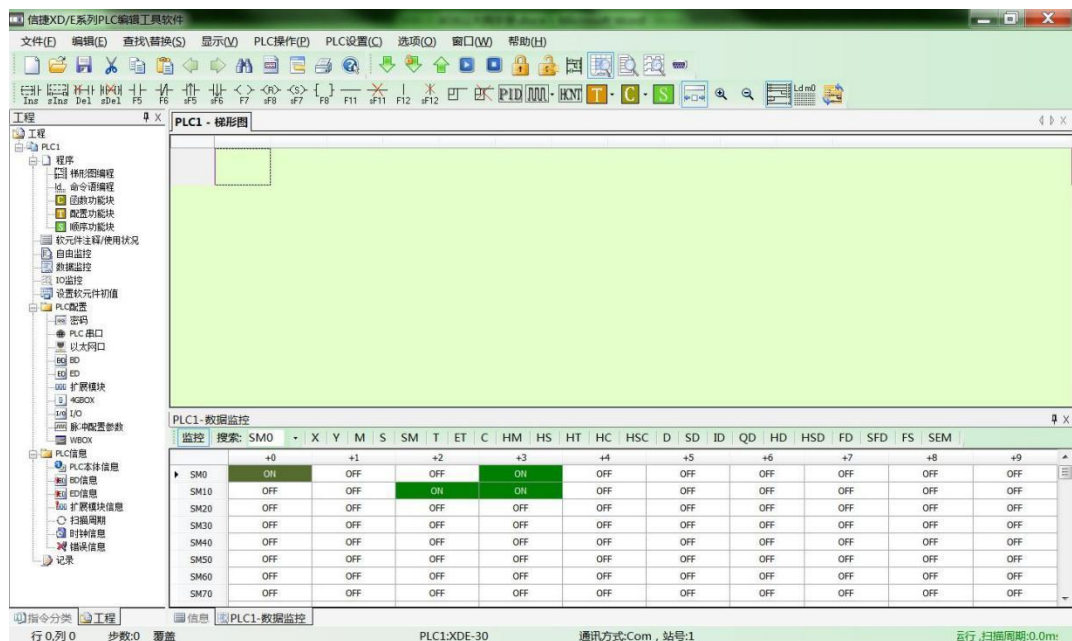 信捷XD/E系列PLC编辑工具软件
文件(F) 编辑(E) 查找\替换(S) 显示(V) PLC操作(P) PLC设置(C) 选项(O) 窗口(W) 帮助(H)
Ins sIns Del sDel F5 F6 sF5 sF6 F7 sF8 sF7 F8 F11 sF11 F12 sF12 PID HCNT T C S Ld m0
工程
PLC1 - 梯形图
工程
PLC1
程序
梯形图编程
命令语编程
函数功能块
配置功能块
顺序功能块
软元件注释/使用状况
自由监控
数据监控
IO监控
设置软元件初值
PLC配置
密码
PLC串口
以太网口
BD
ED
扩展模块
4GBOX
I/O
脉冲配置参数
WBOX
PLC信息
PLC本体信息
BD信息
ED信息
扩展模块信息
扫描周期
时钟信息
错误信息
记录
PLC1-数据监控
监控 搜索: SM0 X Y M S SM T ET C HM HS HT HC HSC D SD ID QD HD HSD FD SFD FS SEM
+0 +1 +2 +3 +4 +5 +6 +7 +8 +9
SM0 ON OFF OFF ON OFF OFF OFF OFF OFF OFF
SM10 OFF OFF ON ON OFF OFF OFF OFF OFF OFF
SM20 OFF OFF OFF OFF OFF OFF OFF OFF OFF OFF
SM30 OFF OFF OFF OFF OFF OFF OFF OFF OFF OFF
SM40 OFF OFF OFF OFF OFF OFF OFF OFF OFF OFF
SM50 OFF OFF OFF OFF OFF OFF OFF OFF OFF OFF
SM60 OFF OFF OFF OFF OFF OFF OFF OFF OFF OFF
SM70 OFF OFF OFF OFF OFF OFF OFF OFF OFF OFF
指令分类 工程 信息 PLC1-数据监控
行 0,列 0 步数:0 覆盖 PLC1:XDE-30 通讯方式:Com , 站号:1 运行 ,扫描周期:0.0ms